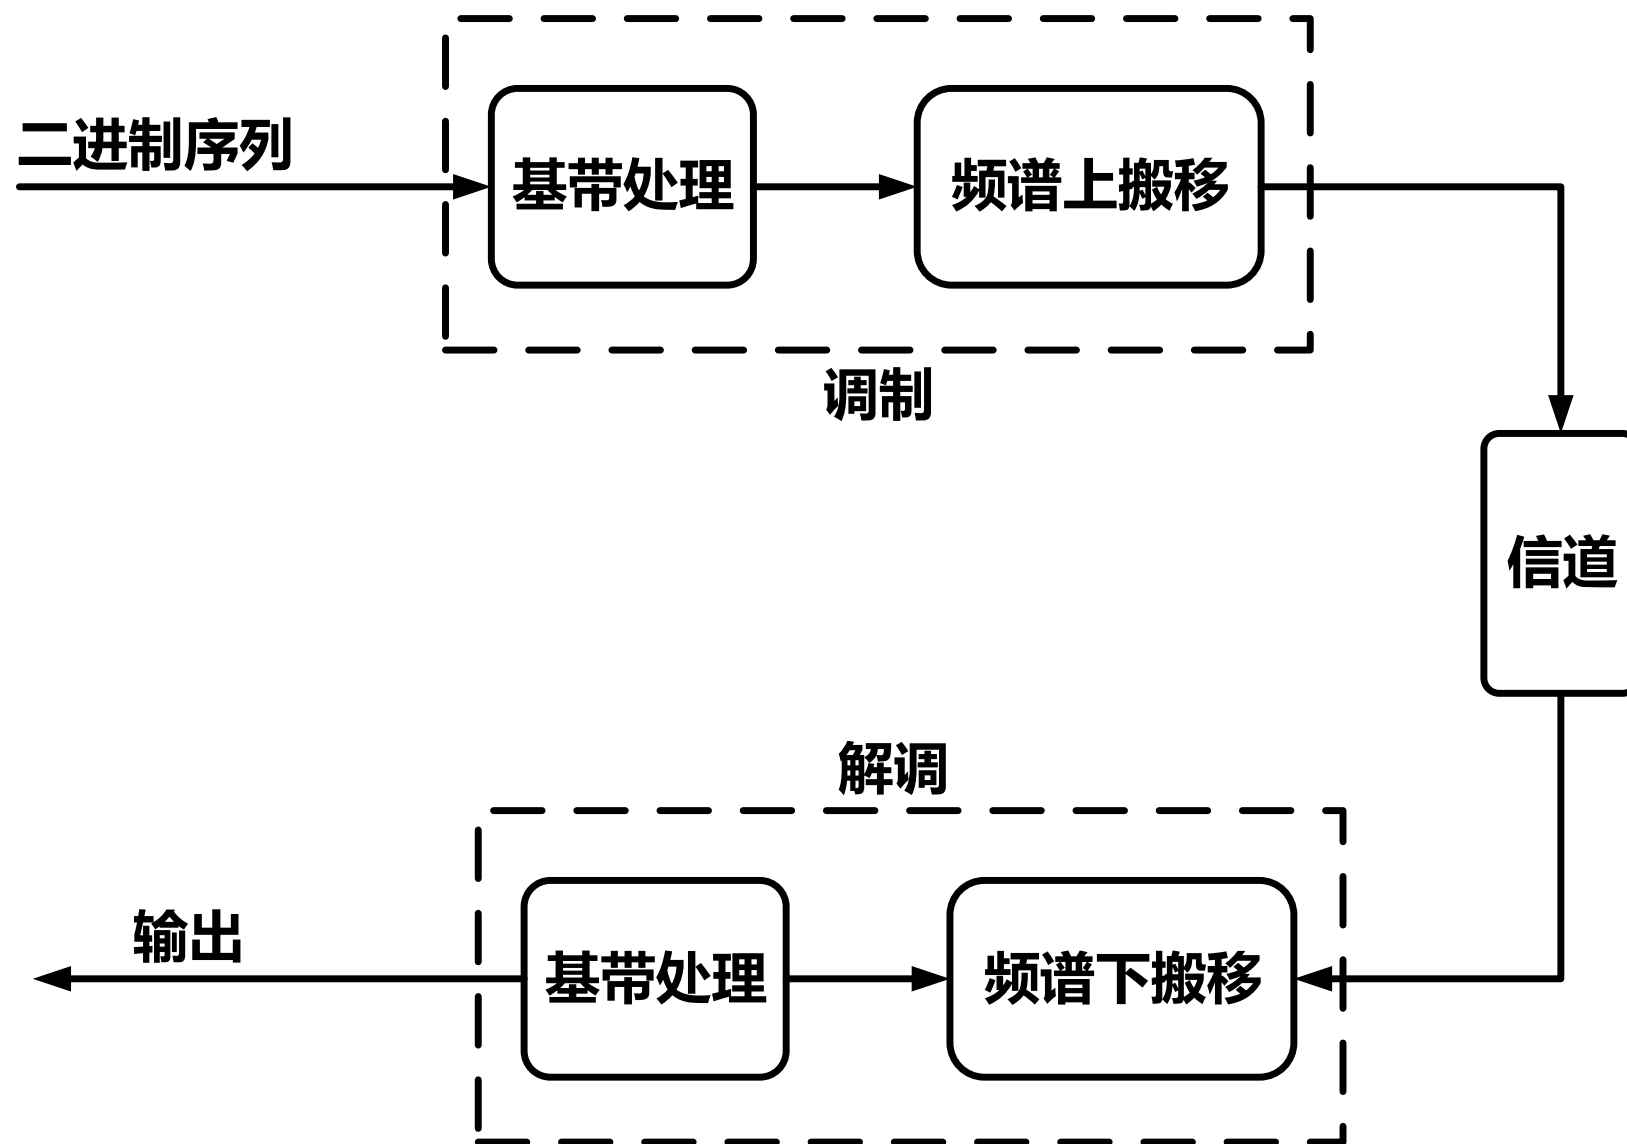 二进制序列
基带处理
频谱上搬移
调制
信道
解调
输出
基带处理
频谱下搬移